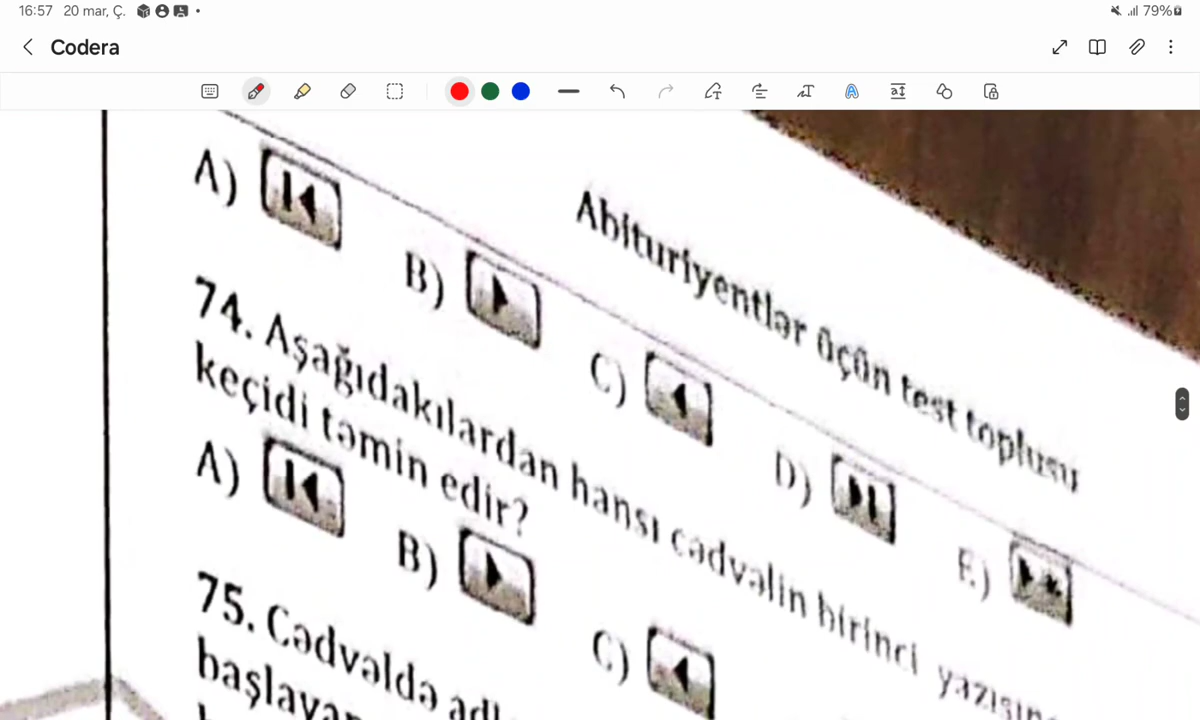 16:57 20 mar, Ç.
79%
Codera
Abituriyentlər üçün test toplusu
A) B) C) D) E)
74. Aşağıdakılardan hansı cədvəlin birinci
keçidi təmin edir?
A) B) C)
75. Cədvəldə